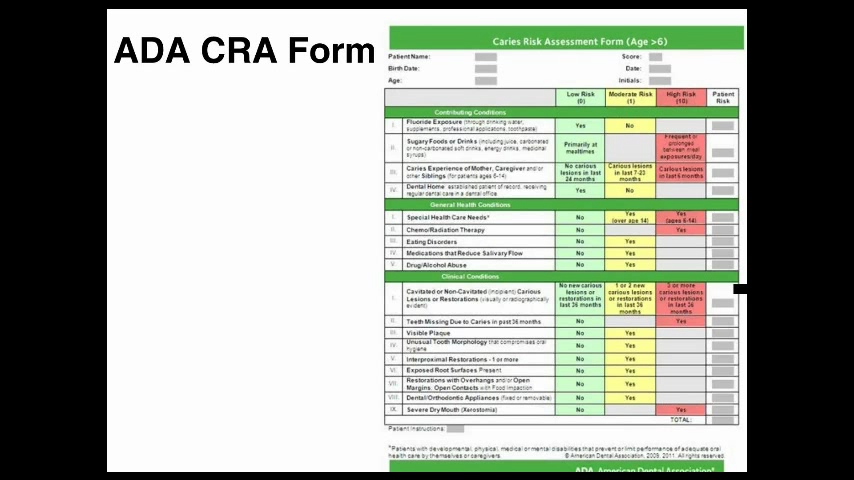 ADA CRA Form
Caries Risk Assessment Form (Age >6)
Patient Name: Score:
Birth Date: Date:
Age: Initials:
Low Risk (0) Moderate Risk (1) High Risk (10) Patient Risk
Contributing Conditions
I. Fluoride Exposure (through drinking water, supplements, professional applications, toothpaste) Yes No
II. Sugary Foods or Drinks (including juice, carbonated or non-carbonated soft drinks, energy drinks, medicinal syrups) Primarily at mealtimes Frequent or prolonged between meal exposures/day
III. Caries Experience of Mother, Caregiver and/or other Siblings (for patients ages 6-14) No carious lesions in last 24 months Carious lesions in last 7-23 months Carious lesions in last 6 months
IV. Dental Home: established patient of record, receiving regular dental care in a dental office Yes No
General Health Conditions
I. Special Health Care Needs* No Yes (over age 14) Yes (ages 6-14)
II. Chemo/Radiation Therapy No Yes
III. Eating Disorders No Yes
IV. Medications that Reduce Salivary Flow No Yes
V. Drug/Alcohol Abuse No Yes
Clinical Conditions
I. Cavitated or Non-Cavitated (incipient) Carious Lesions or Restorations (visually or radiographically evident) No new carious lesions or restorations in last 36 months 1 or 2 new carious lesions or restorations in last 36 months 3 or more carious lesions or restorations in last 36 months
II. Teeth Missing Due to Caries in past 36 months No Yes
III. Visible Plaque No Yes
IV. Unusual Tooth Morphology that compromises oral hygiene No Yes
V. Interproximal Restorations - 1 or more No Yes
VI. Exposed Root Surfaces Present No Yes
VII. Restorations with Overhangs and/or Open Margins; Open Contacts with Food Impaction No Yes
VIII. Dental/Orthodontic Appliances (fixed or removable) No Yes
IX. Severe Dry Mouth (Xerostomia) No Yes
TOTAL:
Patient Instructions:
*Patients with developmental, physical, medical or mental disabilities that prevent or limit performance of adequate oral
health care by themselves or caregivers. © American Dental Association, 2009, 2011. All rights reserved.
ADA American Dental Association®